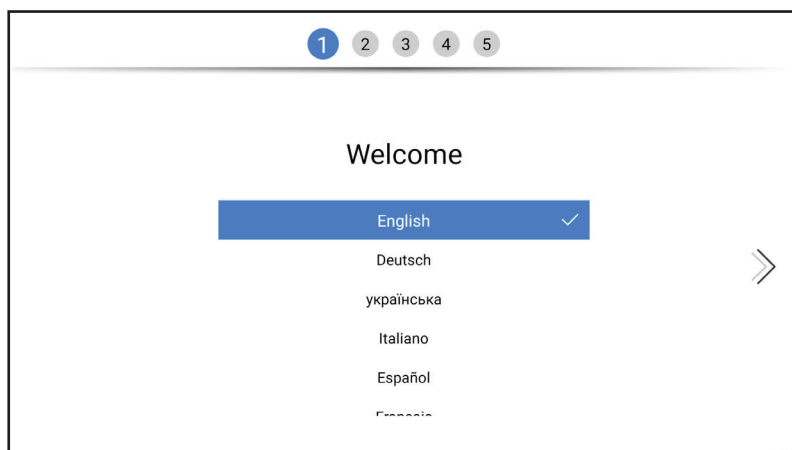 1 2 3 4 5
Welcome
English
Deutsch
українська
Italiano
Español